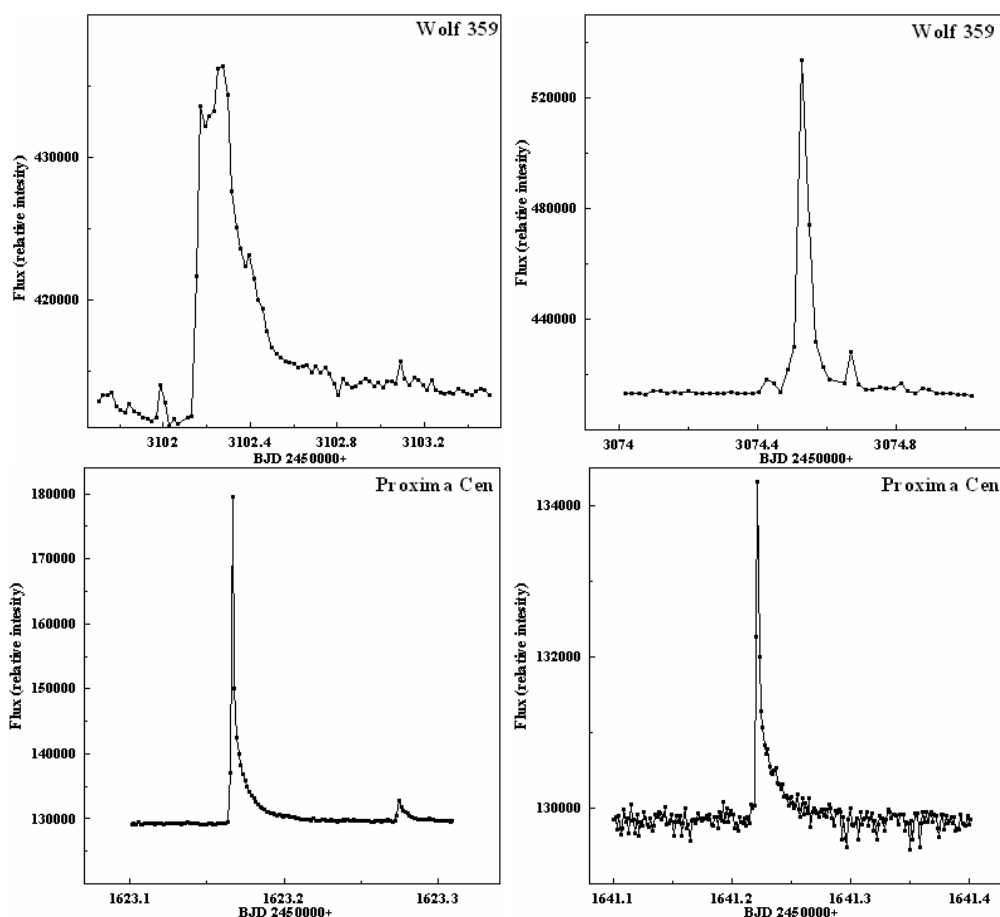 Wolf 359
Flux (relative intesity)
430000
420000
3102
3102.4
3102.8
3103.2
BJD 2450000+
Wolf 359
Flux (relative intesity)
520000
480000
440000
3074
3074.4
3074.8
BJD 2450000+
Proxima Cen
Flux (relative intesity)
180000
170000
160000
150000
140000
130000
1623.1
1623.2
1623.3
BJD 2450000+
Proxima Cen
Flux (relative intesity)
134000
132000
130000
1641.1
1641.2
1641.3
1641.4
BJD 2450000+